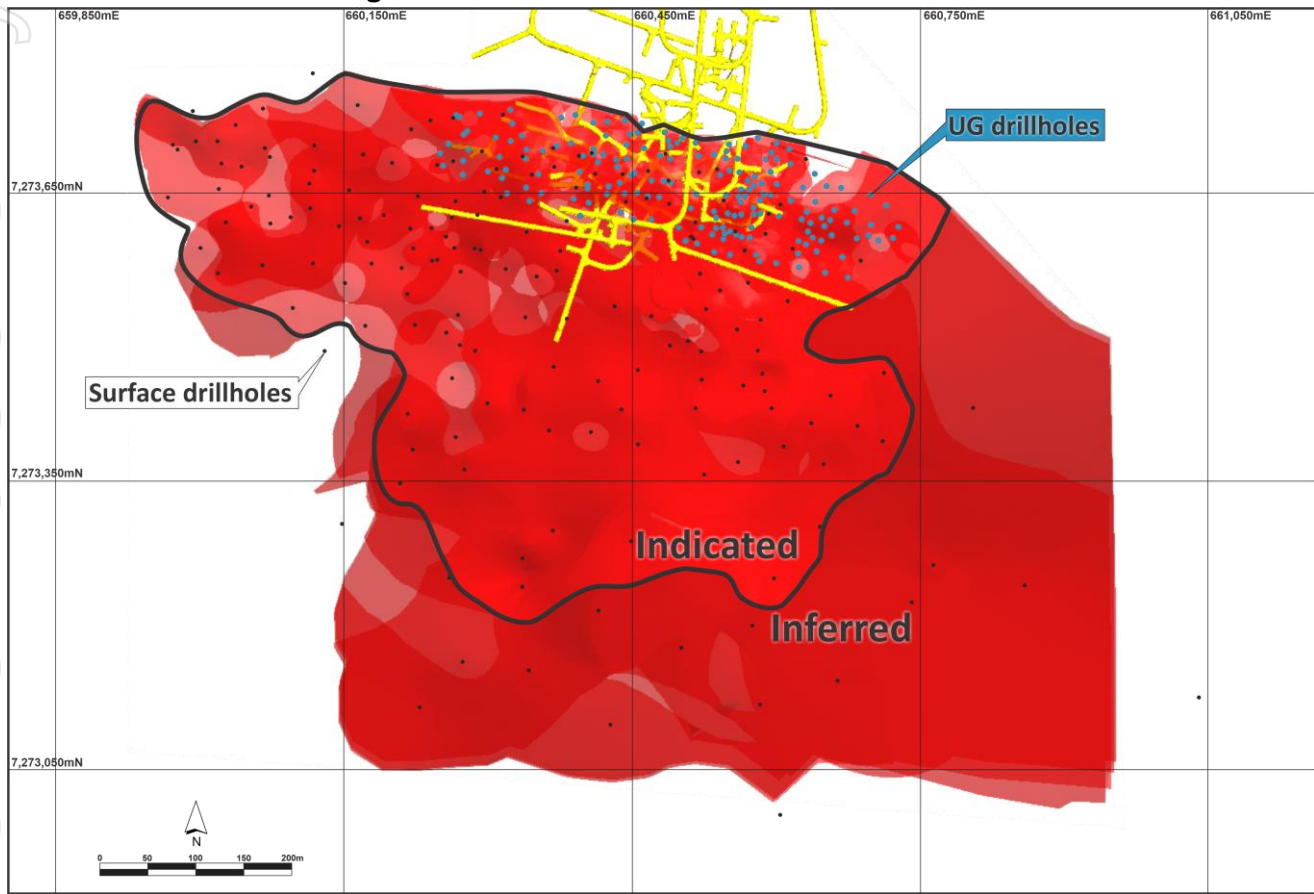 659,850mE
660,150mE
660,450mE
660,750mE
661,050mE
UG drillholes
7,273,650mN
Surface drillholes
7,273,350mN
Indicated
Inferred
7,273,050mN
N
0 50 100 150 200m